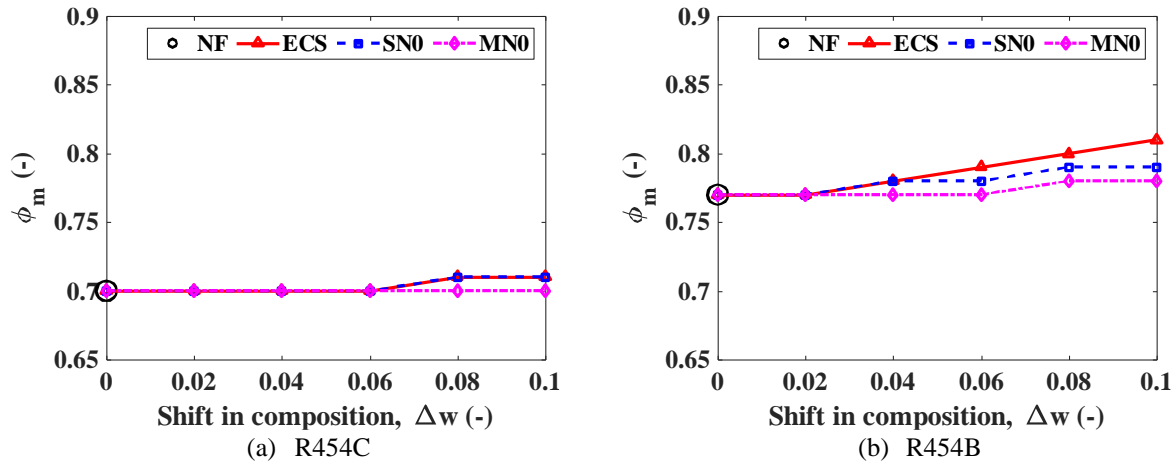 0.9
0.85
0.8
0.75
0.7
0.65
ϕm (-)
NF ECS SN0 MN0
0 0.02 0.04 0.06 0.08 0.1
Shift in composition, Δw (-)
(a) R454C
0.9
0.85
0.8
0.75
0.7
0.65
ϕm (-)
NF ECS SN0 MN0
0 0.02 0.04 0.06 0.08 0.1
Shift in composition, Δw (-)
(b) R454B